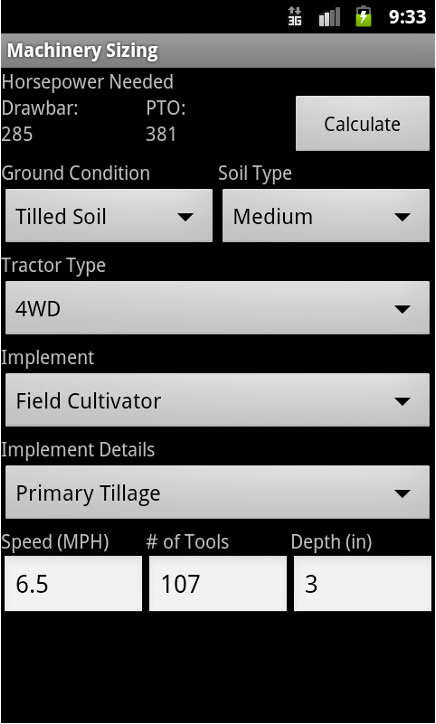 3G 9:33
Machinery Sizing
Horsepower Needed
Drawbar: PTO:
285 381
Calculate
Ground Condition Soil Type
Tilled Soil Medium
Tractor Type
4WD
Implement
Field Cultivator
Implement Details
Primary Tillage
Speed (MPH) # of Tools Depth (in)
6.5 107 3